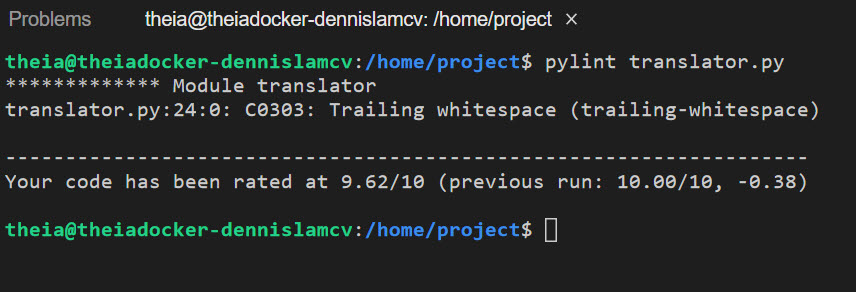 Problems theia@theiadocker-dennislamcv: /home/project ×
theia@theiadocker-dennislamcv:/home/project$ pylint translator.py
************* Module translator
translator.py:24:0: C0303: Trailing whitespace (trailing-whitespace)
-------------------------------------------------------------------
Your code has been rated at 9.62/10 (previous run: 10.00/10, -0.38)
theia@theiadocker-dennislamcv:/home/project$